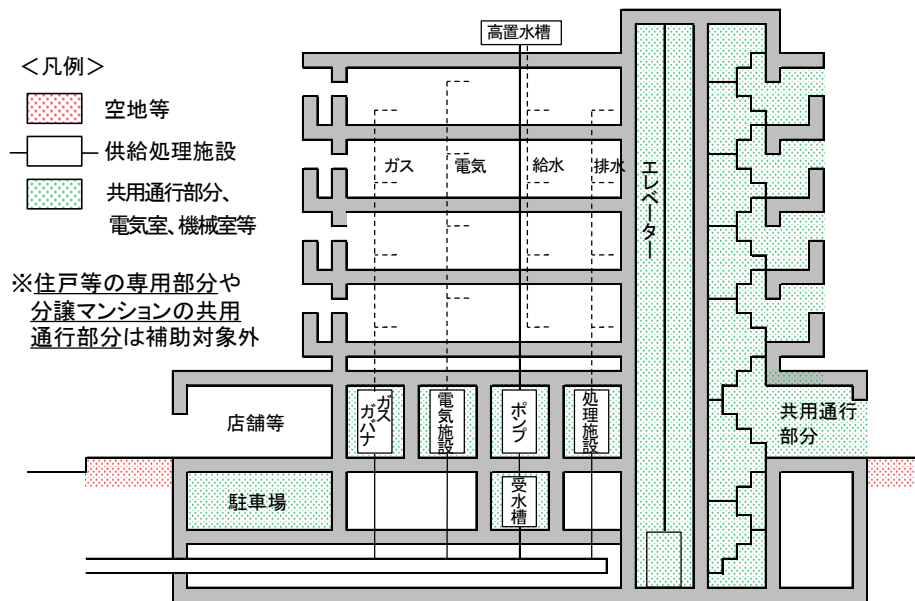 高置水槽
＜凡例＞
空地等
供給処理施設
共用通行部分、
電気室、機械室等
※住戸等の専用部分や
分譲マンションの共用
通行部分は補助対象外
ガス
電気
給水
排水
エレベーター
店舗等
ガス
ガバナ
電気施設
ポンプ
処理施設
共用通行
部分
駐車場
受水槽